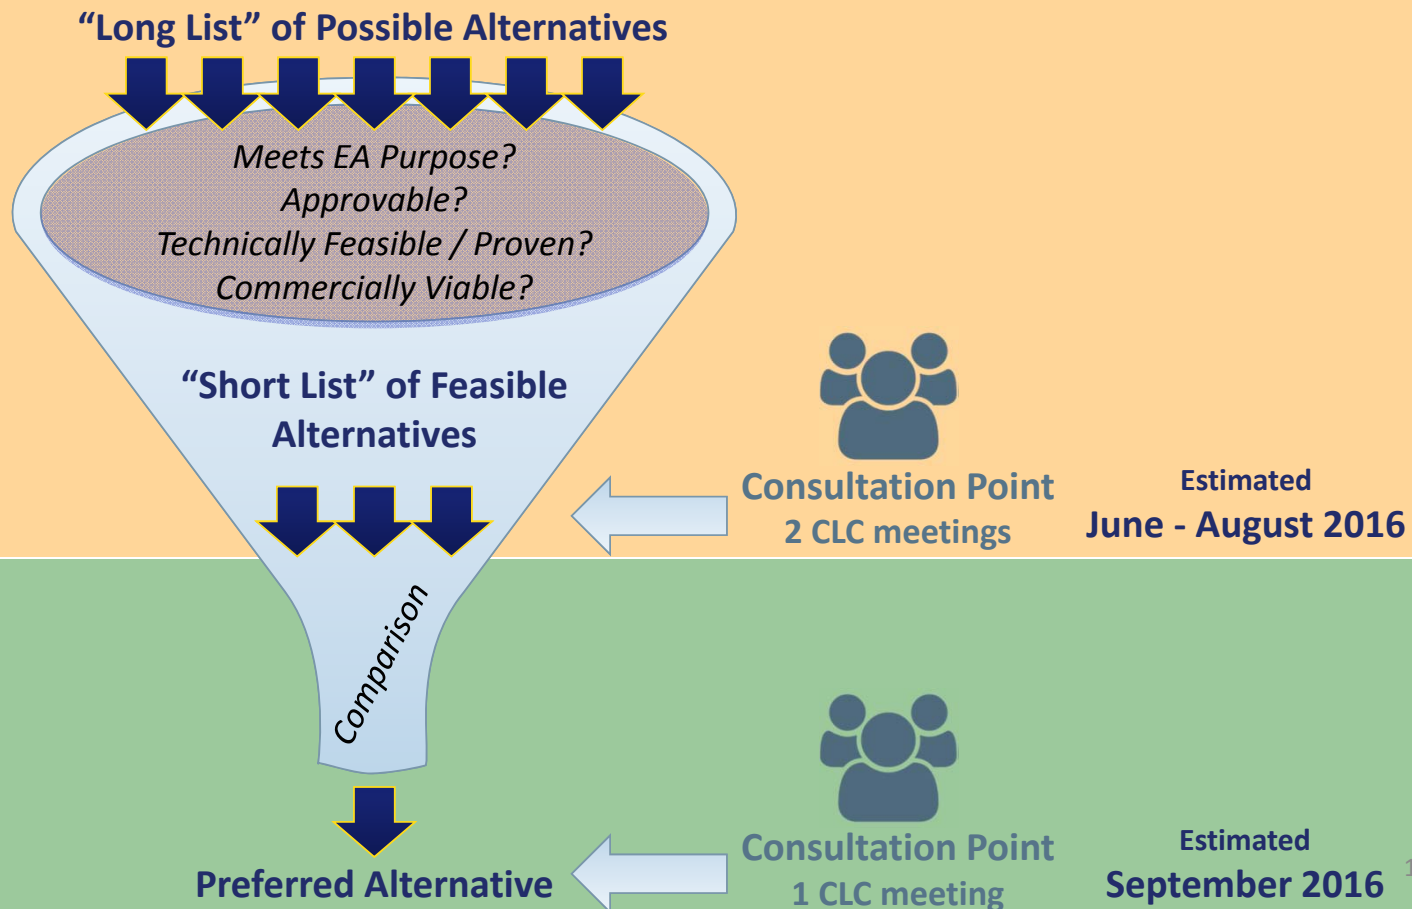 “Long List” of Possible Alternatives
Meets EA Purpose?
Approvable?
Technically Feasible / Proven?
Commercially Viable?
“Short List” of Feasible
Alternatives
Consultation Point
2 CLC meetings
Estimated
June - August 2016
Comparison
Preferred Alternative
Consultation Point
1 CLC meeting
Estimated
September 2016